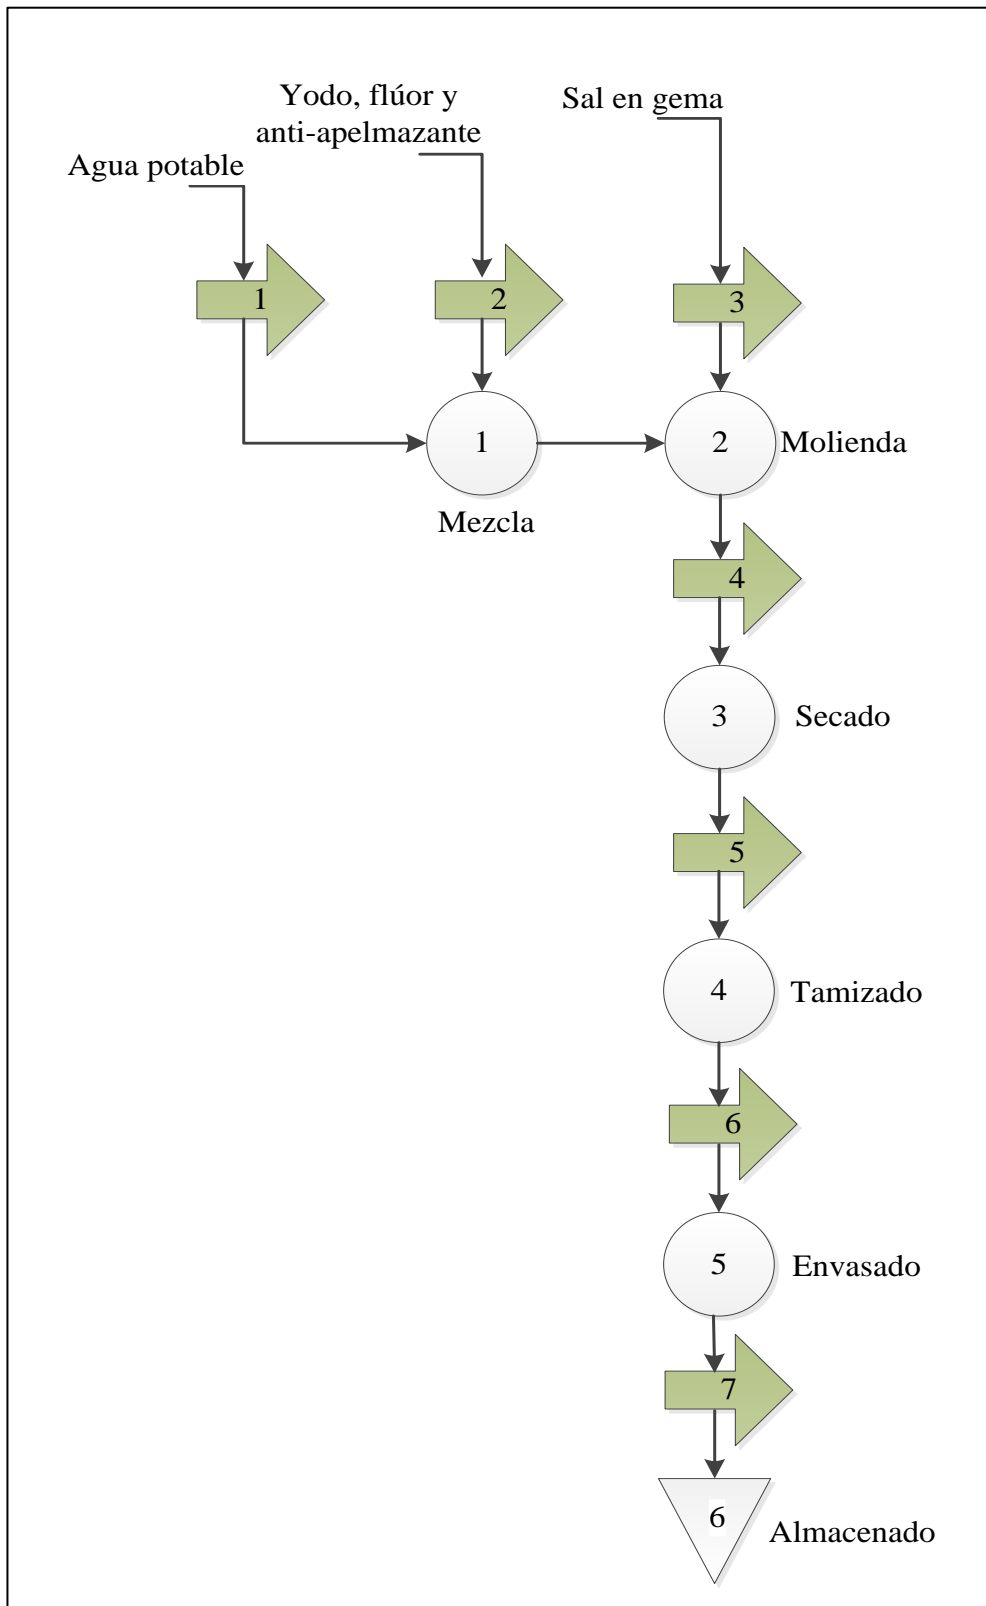 Yodo, flúor y
anti-apelmazante
Sal en gema
Agua potable
1
2
3
1
2
Molienda
Mezcla
4
3
Secado
5
4
Tamizado
6
5
Envasado
7
6
Almacenado